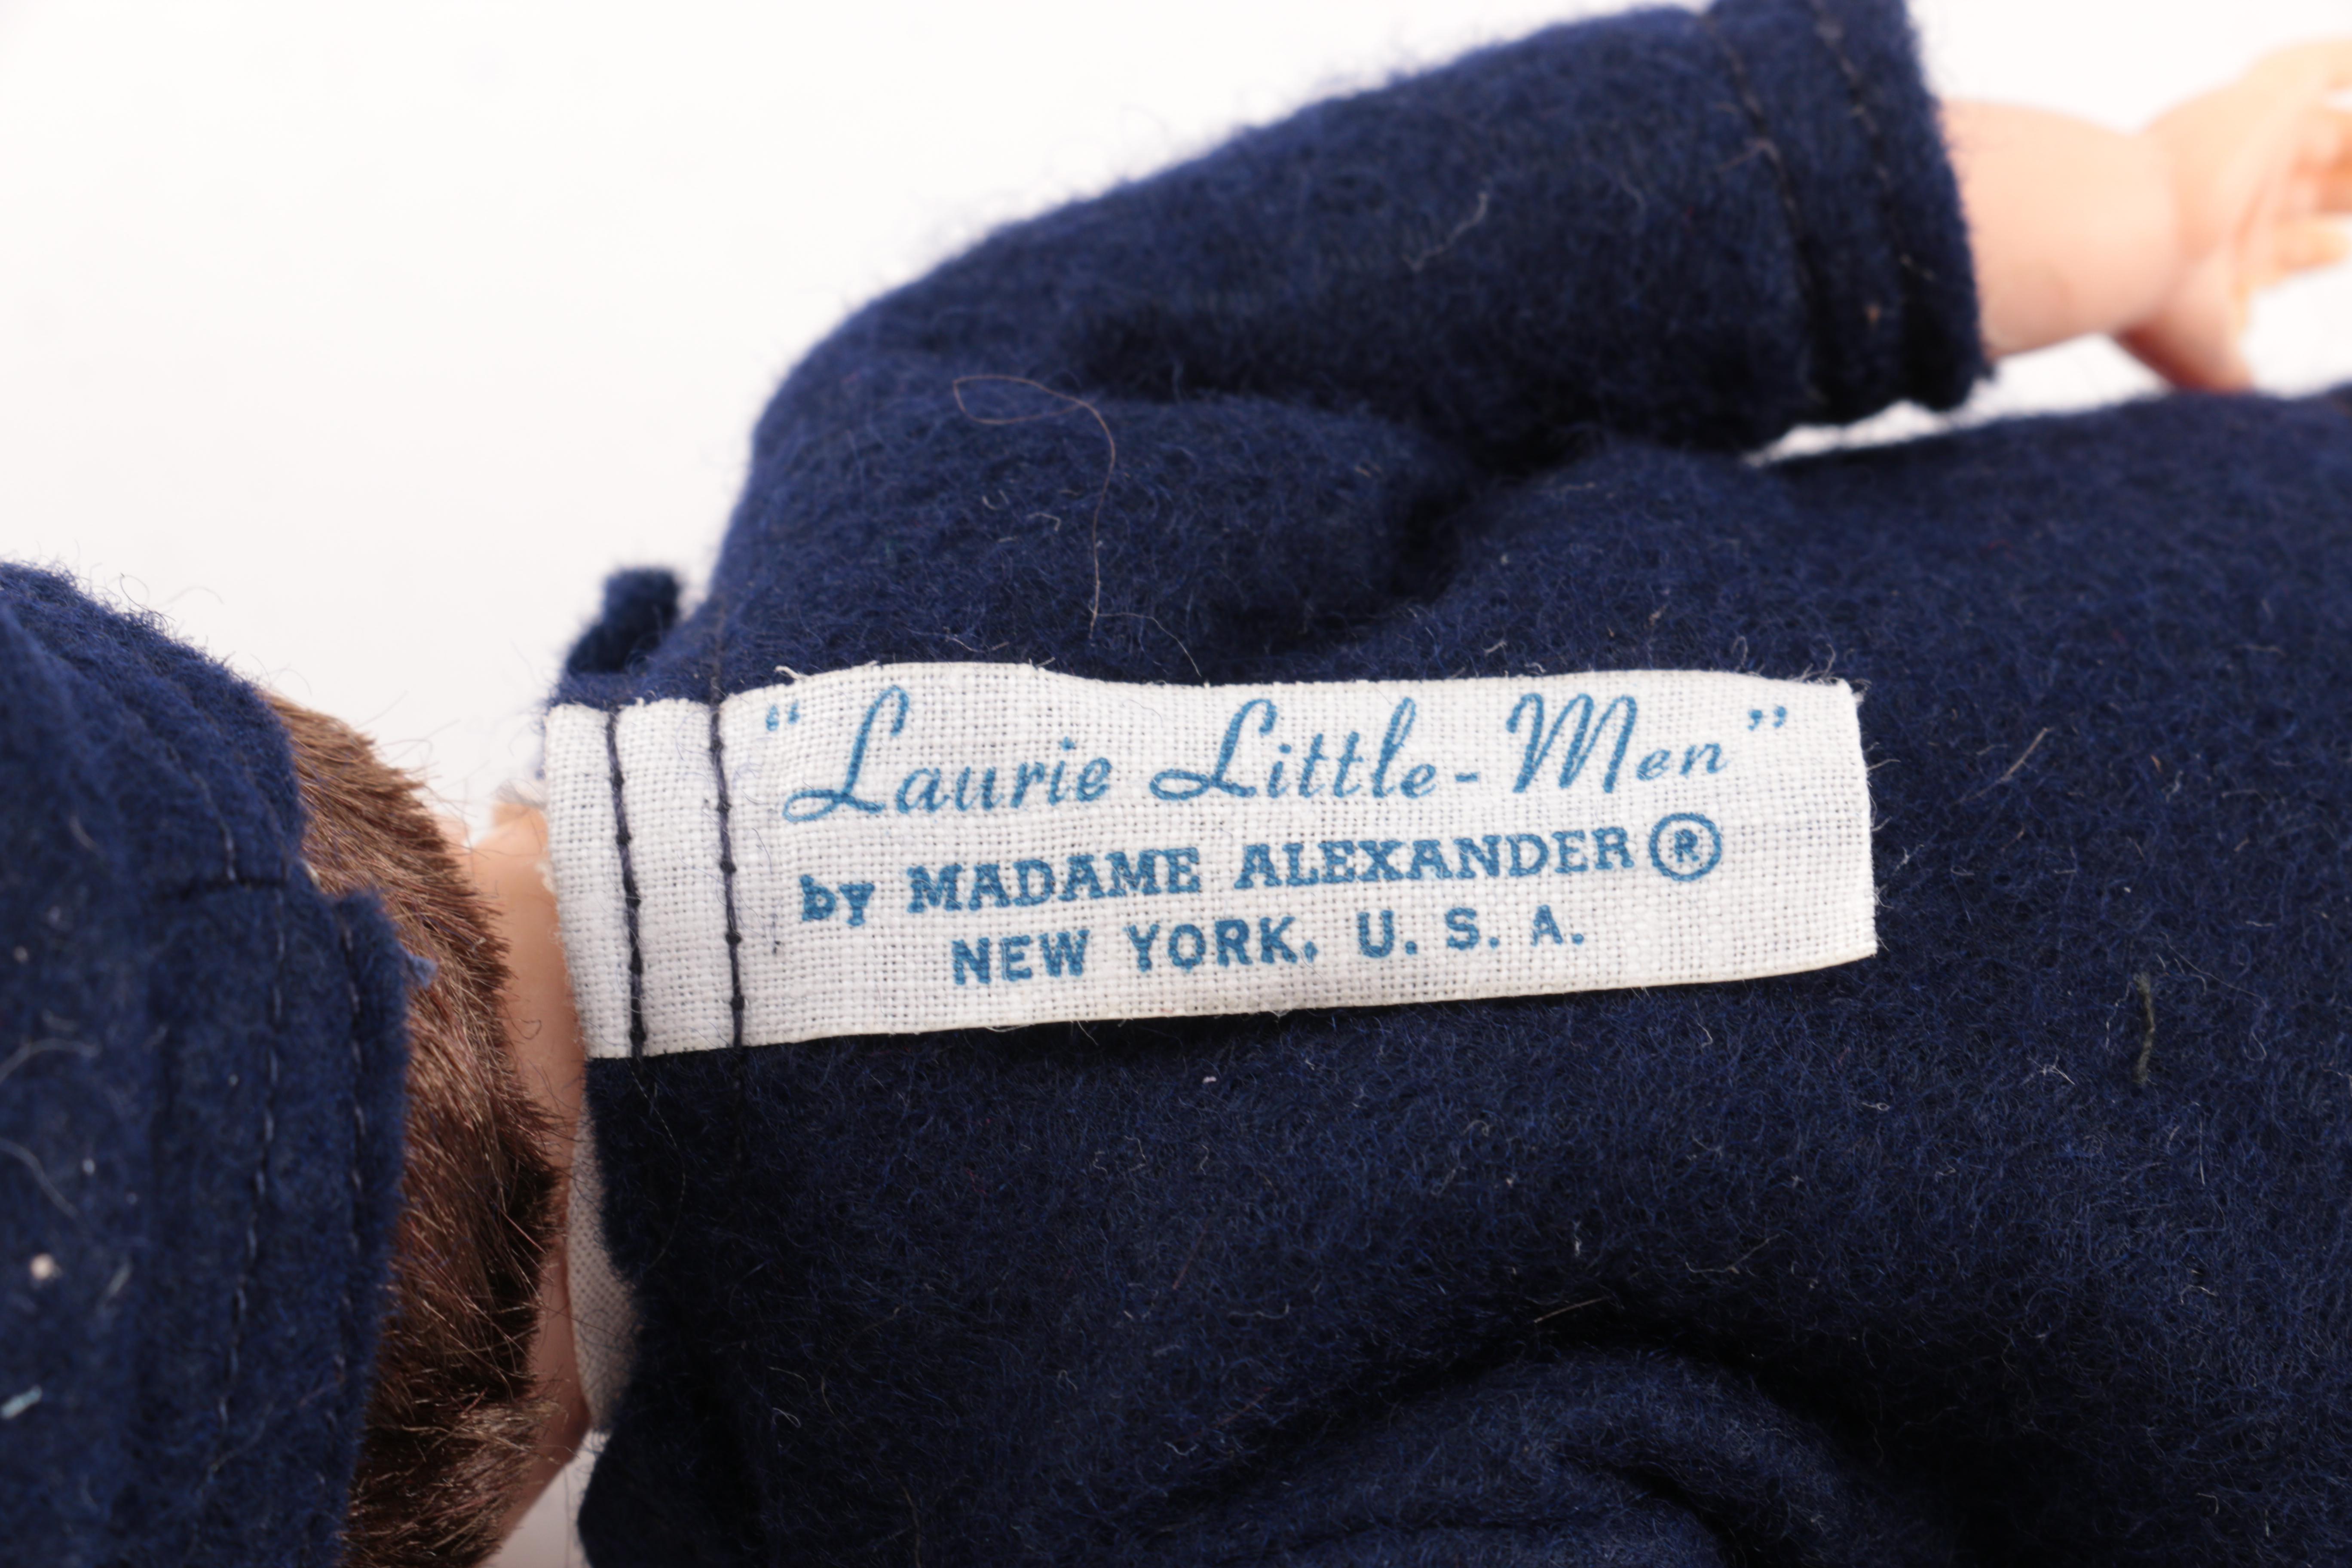 “Laurie Little-Men”
by MADAME ALEXANDER ®
NEW YORK, U. S. A.